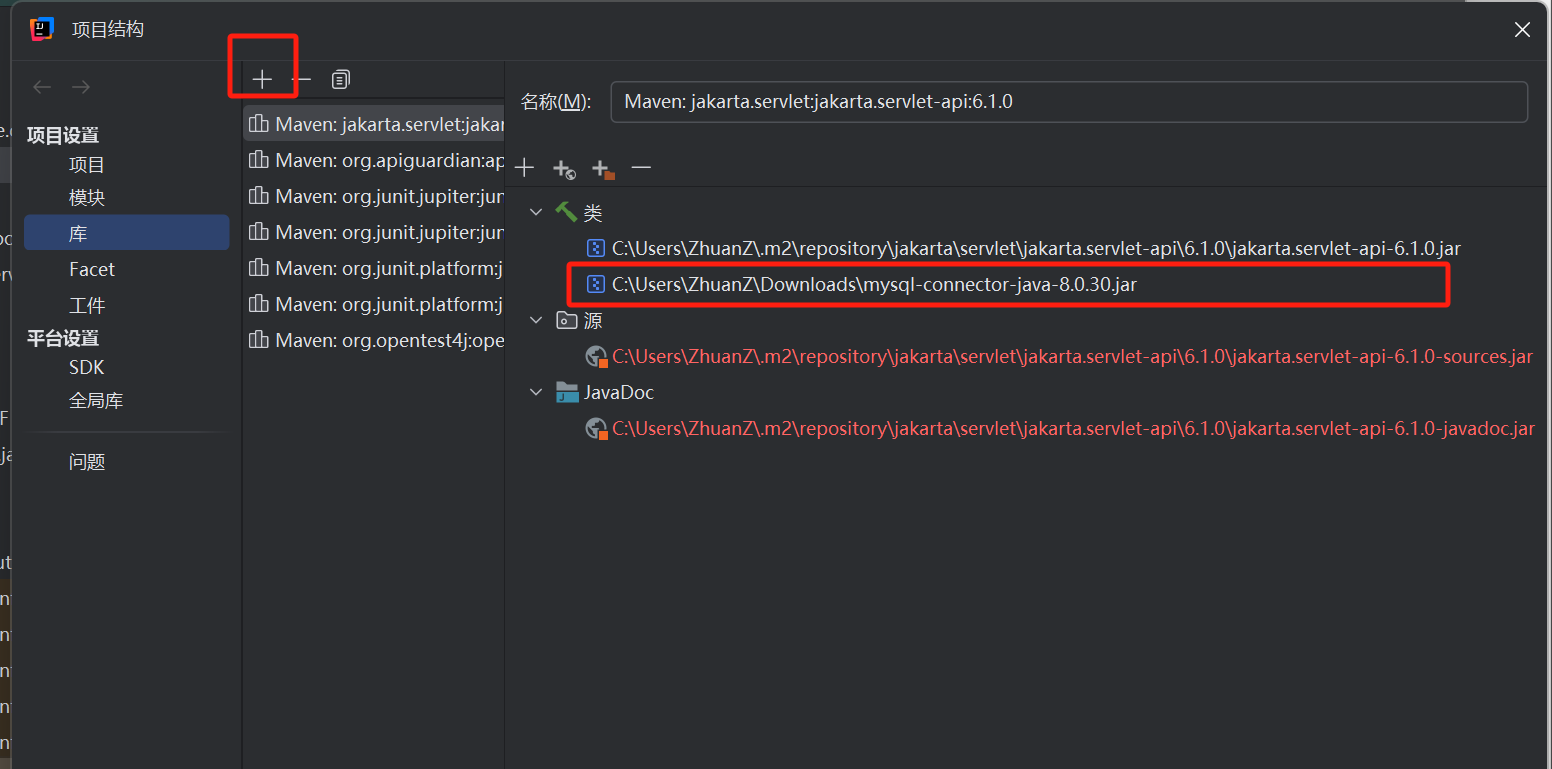 项目结构
项目设置
项目
模块
库
Facet
工件
平台设置
SDK
全局库
问题
Maven: jakarta.servlet:jakar
Maven: org.apiguardian:ap
Maven: org.junit.jupiter:jun
Maven: org.junit.jupiter:jun
Maven: org.junit.platform:j
Maven: org.junit.platform:j
Maven: org.opentest4j:ope
名称(M): Maven: jakarta.servlet:jakarta.servlet-api:6.1.0
类
C:\Users\ZhuanZ\.m2\repository\jakarta\servlet\jakarta.servlet-api\6.1.0\jakarta.servlet-api-6.1.0.jar
C:\Users\ZhuanZ\Downloads\mysql-connector-java-8.0.30.jar
源
C:\Users\ZhuanZ\.m2\repository\jakarta\servlet\jakarta.servlet-api\6.1.0\jakarta.servlet-api-6.1.0-sources.jar
JavaDoc
C:\Users\ZhuanZ\.m2\repository\jakarta\servlet\jakarta.servlet-api\6.1.0\jakarta.servlet-api-6.1.0-javadoc.jar